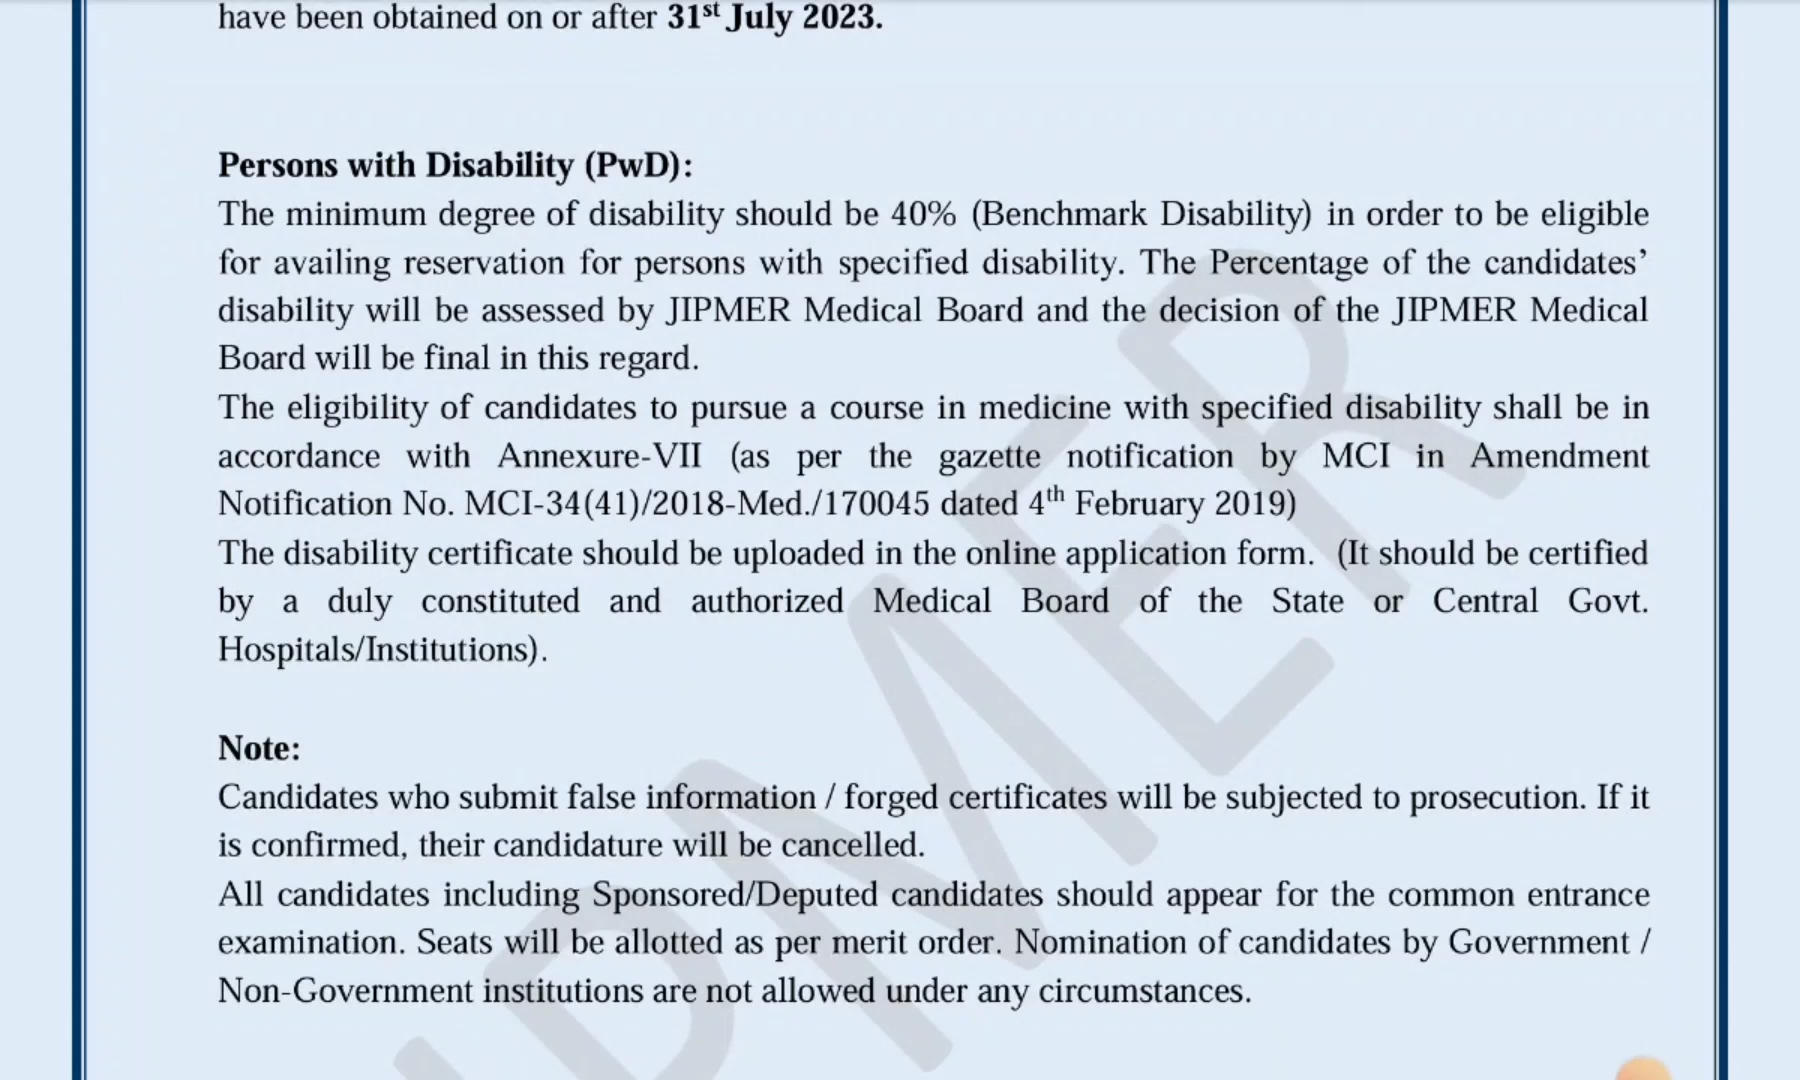 have been obtained on or after 31st July 2023.
Persons with Disability (PwD):
The minimum degree of disability should be 40% (Benchmark Disability) in order to be eligible
for availing reservation for persons with specified disability. The Percentage of the candidates’
disability will be assessed by JIPMER Medical Board and the decision of the JIPMER Medical
Board will be final in this regard.
The eligibility of candidates to pursue a course in medicine with specified disability shall be in
accordance with Annexure-VII (as per the gazette notification by MCI in Amendment
Notification No. MCI-34(41)/2018-Med./170045 dated 4th February 2019)
The disability certificate should be uploaded in the online application form. (It should be certified
by a duly constituted and authorized Medical Board of the State or Central Govt.
Hospitals/Institutions).
Note:
Candidates who submit false information / forged certificates will be subjected to prosecution. If it
is confirmed, their candidature will be cancelled.
All candidates including Sponsored/Deputed candidates should appear for the common entrance
examination. Seats will be allotted as per merit order. Nomination of candidates by Government /
Non-Government institutions are not allowed under any circumstances.
IPMER